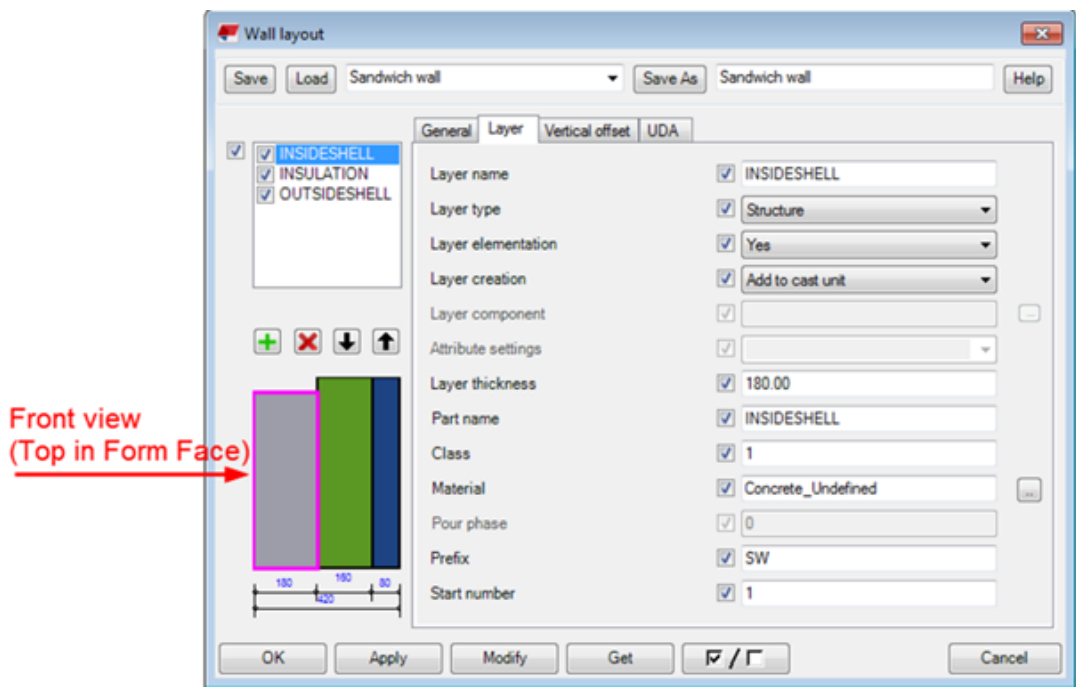 Wall layout
Save Load Sandwich wall Save As Sandwich wall Help
General Layer Vertical offset UDA
INSIDESHELL
INSULATION
OUTSIDESHELL
Layer name INSIDESHELL
Layer type Structure
Layer elementation Yes
Layer creation Add to cast unit
Layer component ...
Attribute settings
Layer thickness 180.00
Part name INSIDESHELL
Class 1
Material Concrete_Undefined ...
Pour phase 0
Prefix SW
Start number 1
Front view
(Top in Form Face)
180 160 80
420
OK Apply Modify Get / Cancel